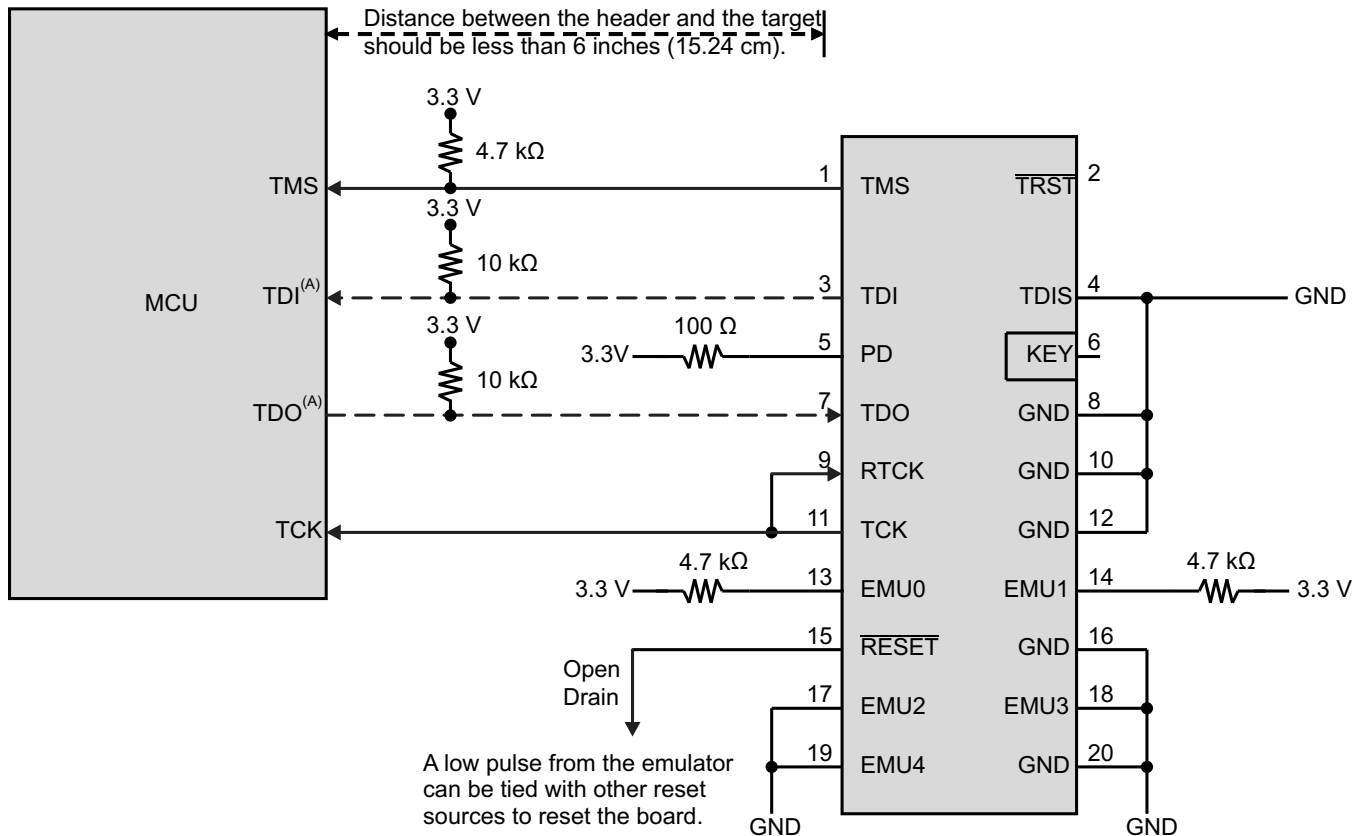 Distance between the header and the target
should be less than 6 inches (15.24 cm).
3.3 V
4.7 kΩ
TMS
1
TMS
TRST
2
3.3 V
10 kΩ
MCU
TDI(A)
3
TDI
TDIS
4
GND
3.3 V
100 Ω
3.3V
5
PD
KEY
6
10 kΩ
TDO(A)
7
TDO
GND
8
9
RTCK
GND
10
TCK
11
TCK
GND
12
4.7 kΩ
3.3 V
13
EMU0
EMU1
14
4.7 kΩ
3.3 V
15
RESET
GND
16
Open
Drain
17
EMU2
EMU3
18
19
EMU4
GND
20
A low pulse from the emulator
can be tied with other reset
sources to reset the board.
GND
GND